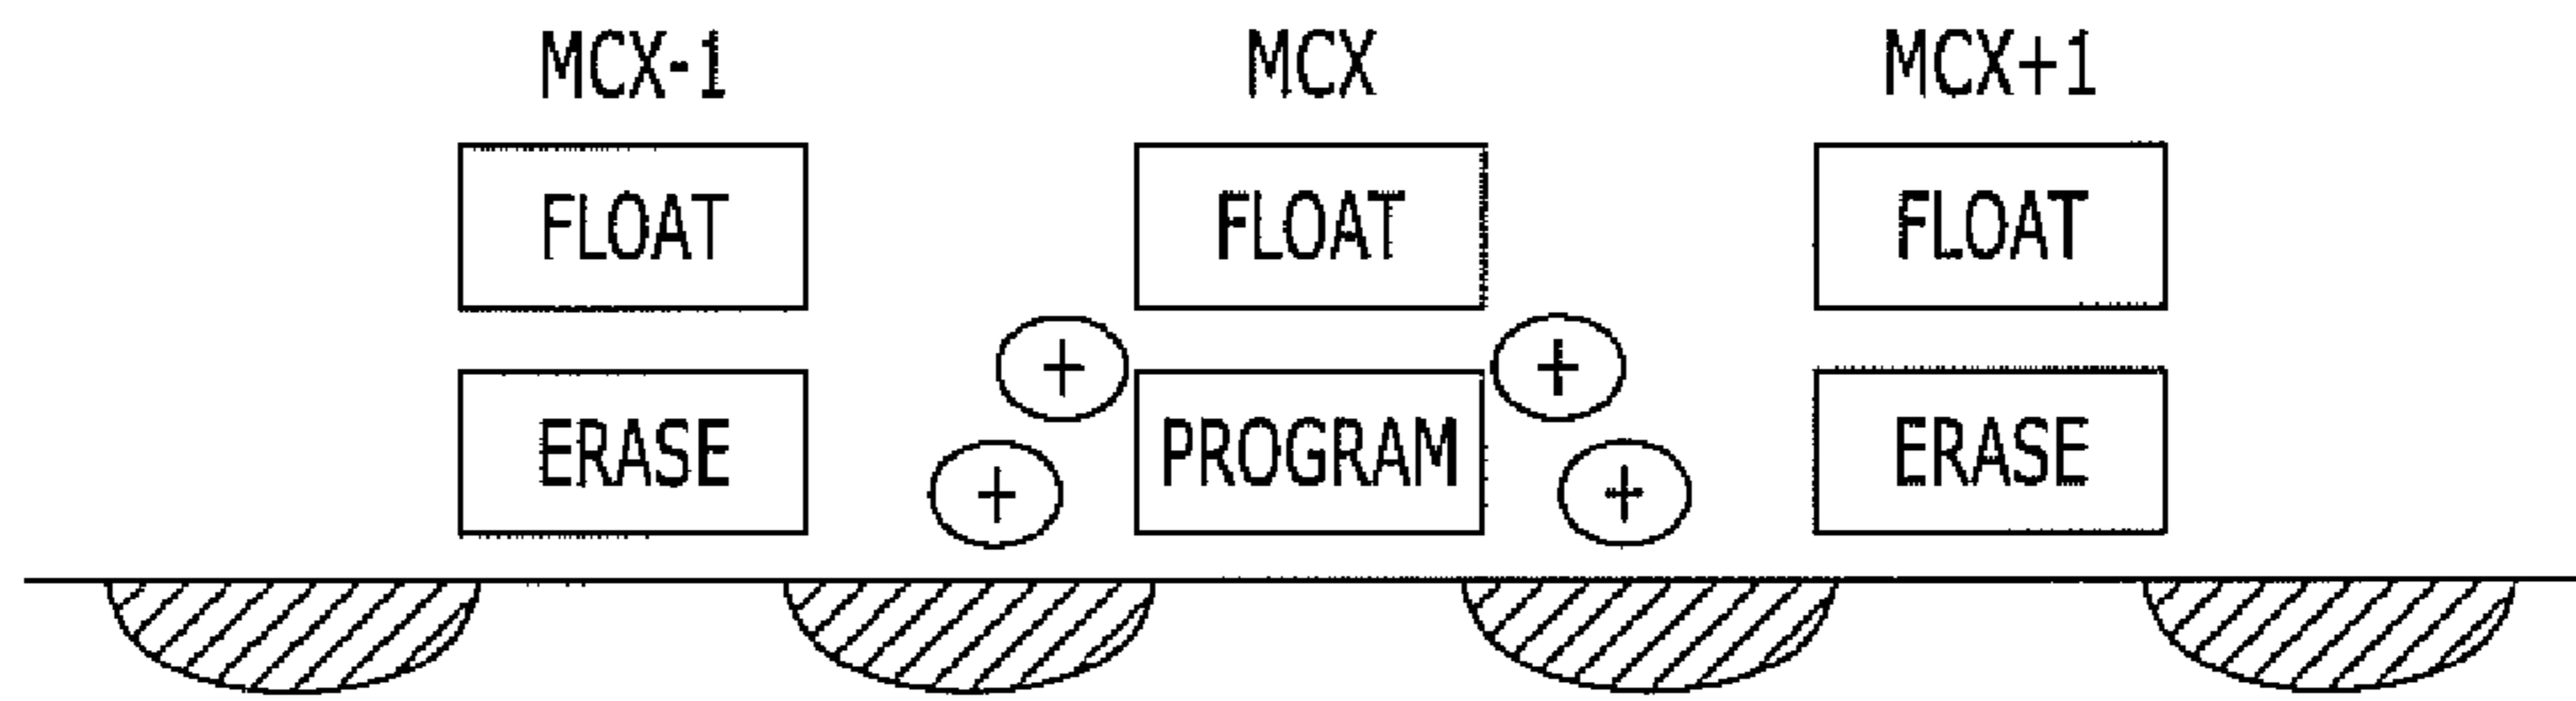 MCX-1 MCX MCX+1
FLOAT FLOAT FLOAT
+ +
ERASE PROGRAM ERASE
+ +